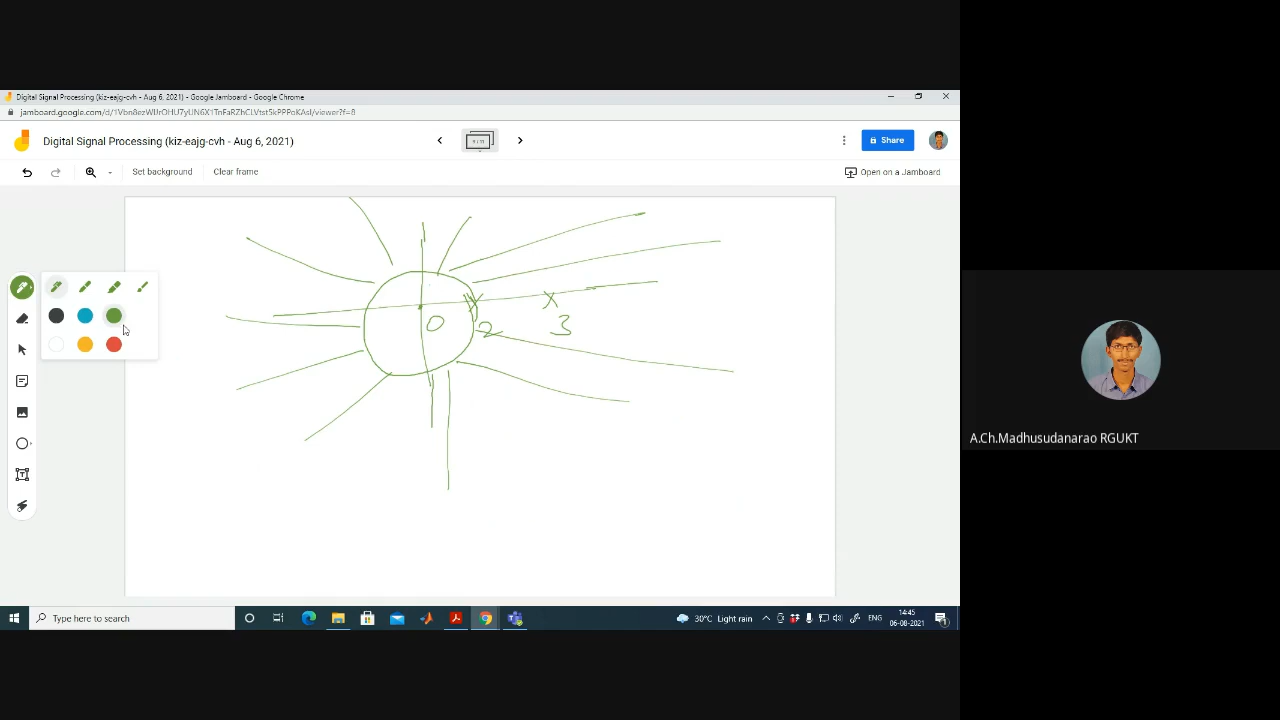 Digital Signal Processing (kiz-eajg-cvh - Aug 6, 2021) - Google Jamboard - Google Chrome
Digital Signal Processing (kiz-eajg-cvh - Aug 6, 2021)
Share
Set background
Clear frame
Open on a Jamboard
X X
0 2 3
A.Ch.Madhusudanarao RGUKT
Type here to search
30°C Light rain
ENG
14:45
06-08-2021